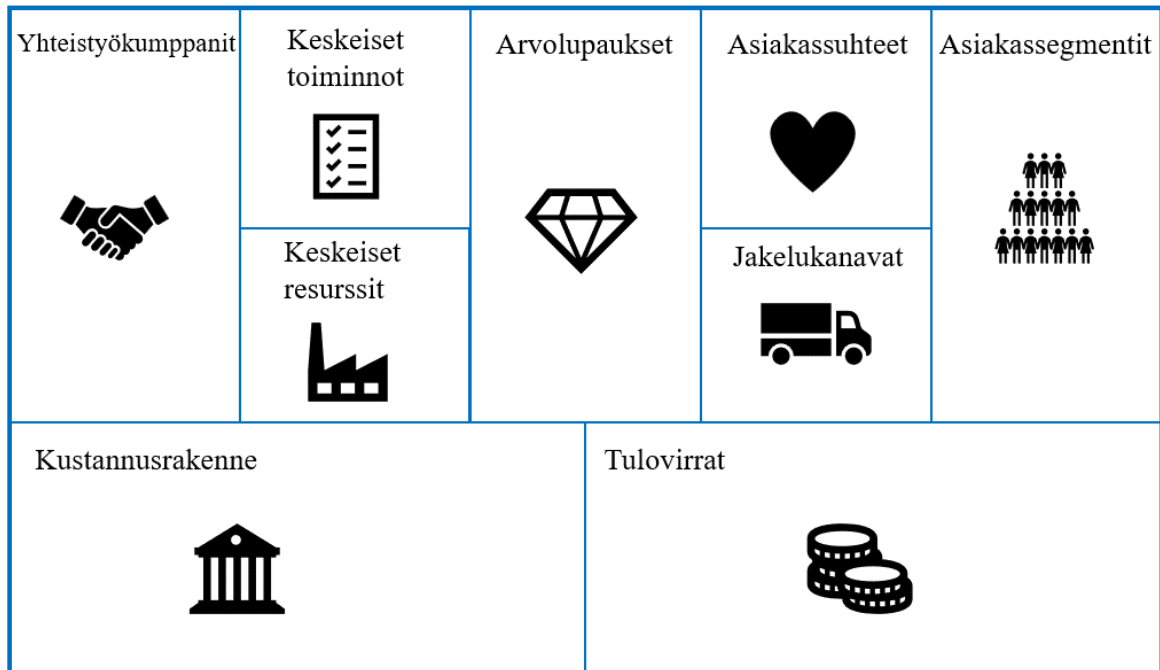 Yhteistyökumppanit
Keskeiset
toiminnot
Keskeiset
resurssit
Arvolupaukset
Asiakassuhteet
Jakelukanavat
Asiakassegmentit
Kustannusrakenne
Tulovirrat